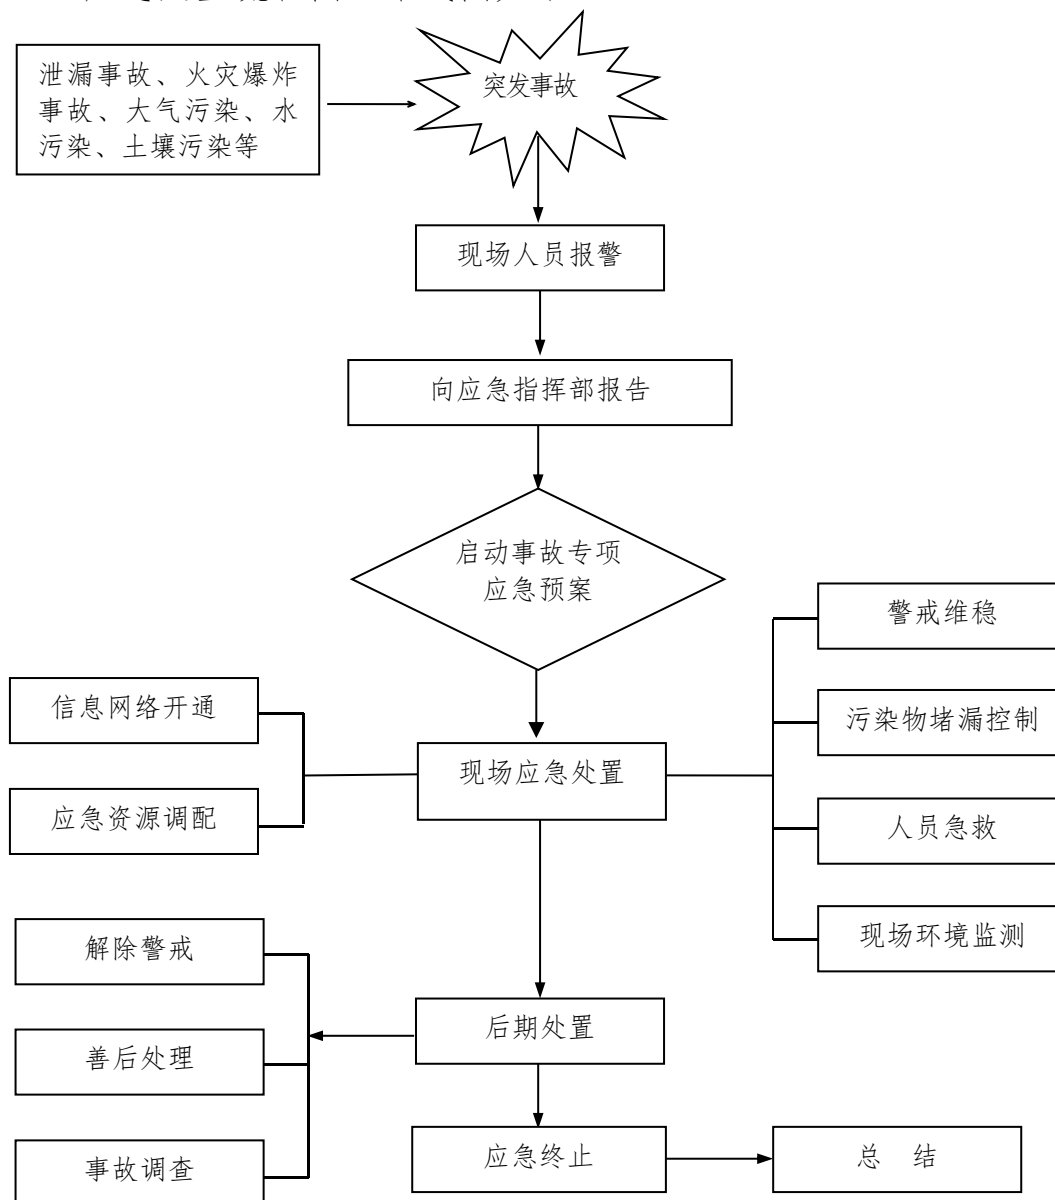 泄漏事故、火灾爆炸
事故、大气污染、水
污染、土壤污染等
突发事故
现场人员报警
向应急指挥部报告
启动事故专项
应急预案
警戒维稳
信息网络开通
污染物堵漏控制
现场应急处置
应急资源调配
人员急救
现场环境监测
解除警戒
后期处置
善后处理
应急终止
总 结
事故调查